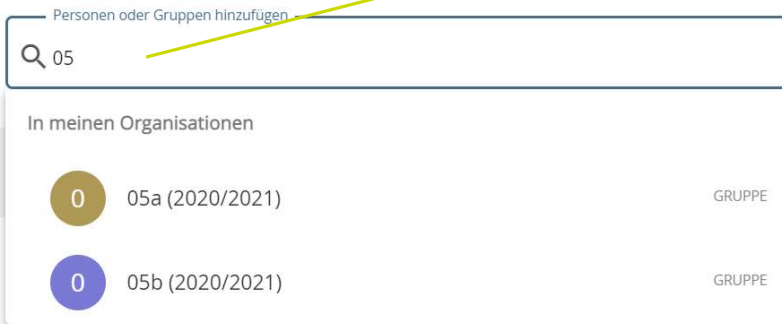 Personen oder Gruppen hinzufügen
05
In meinen Organisationen
0 05a (2020/2021) GRUPPE
0 05b (2020/2021) GRUPPE